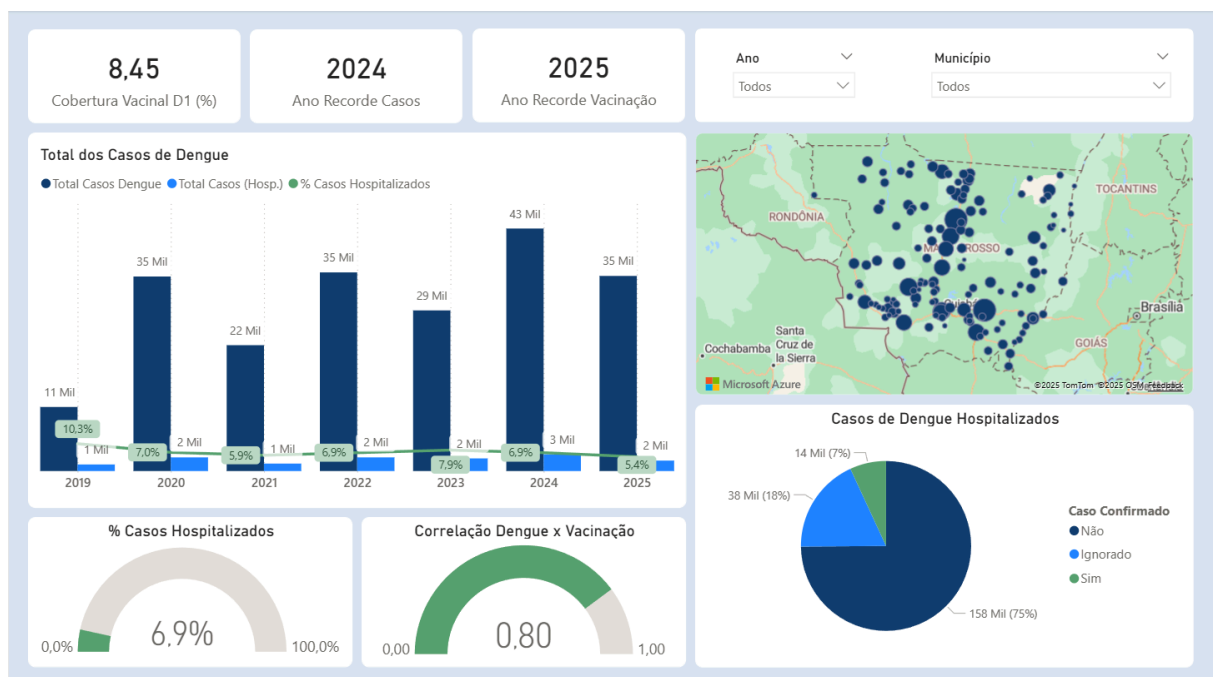 8,45
Cobertura Vacinal D1 (%)
2024
Ano Recorde Casos
2025
Ano Recorde Vacinação
Ano
Todos
Município
Todos
Total dos Casos de Dengue
Total Casos Dengue
Total Casos (Hosp.)
% Casos Hospitalizados
11 Mil
35 Mil
22 Mil
35 Mil
29 Mil
43 Mil
35 Mil
10,3%
1 Mil
7,0%
2 Mil
5,9%
1 Mil
6,9%
2 Mil
7,9%
2 Mil
6,9%
3 Mil
5,4%
2 Mil
2019
2020
2021
2022
2023
2024
2025
TOCANTINS
RONDÔNIA
Brasília
Santa
Cruz de
la Sierra
Cochabamba
GOIÁS
Microsoft Azure
©2025 TomTom ©2025 OSM Feedback
% Casos Hospitalizados
6,9%
0,0%
100,0%
Correlação Dengue x Vacinação
0,80
0,00
1,00
Casos de Dengue Hospitalizados
14 Mil (7%)
38 Mil (18%)
158 Mil (75%)
Caso Confirmado
Não
Ignorado
Sim